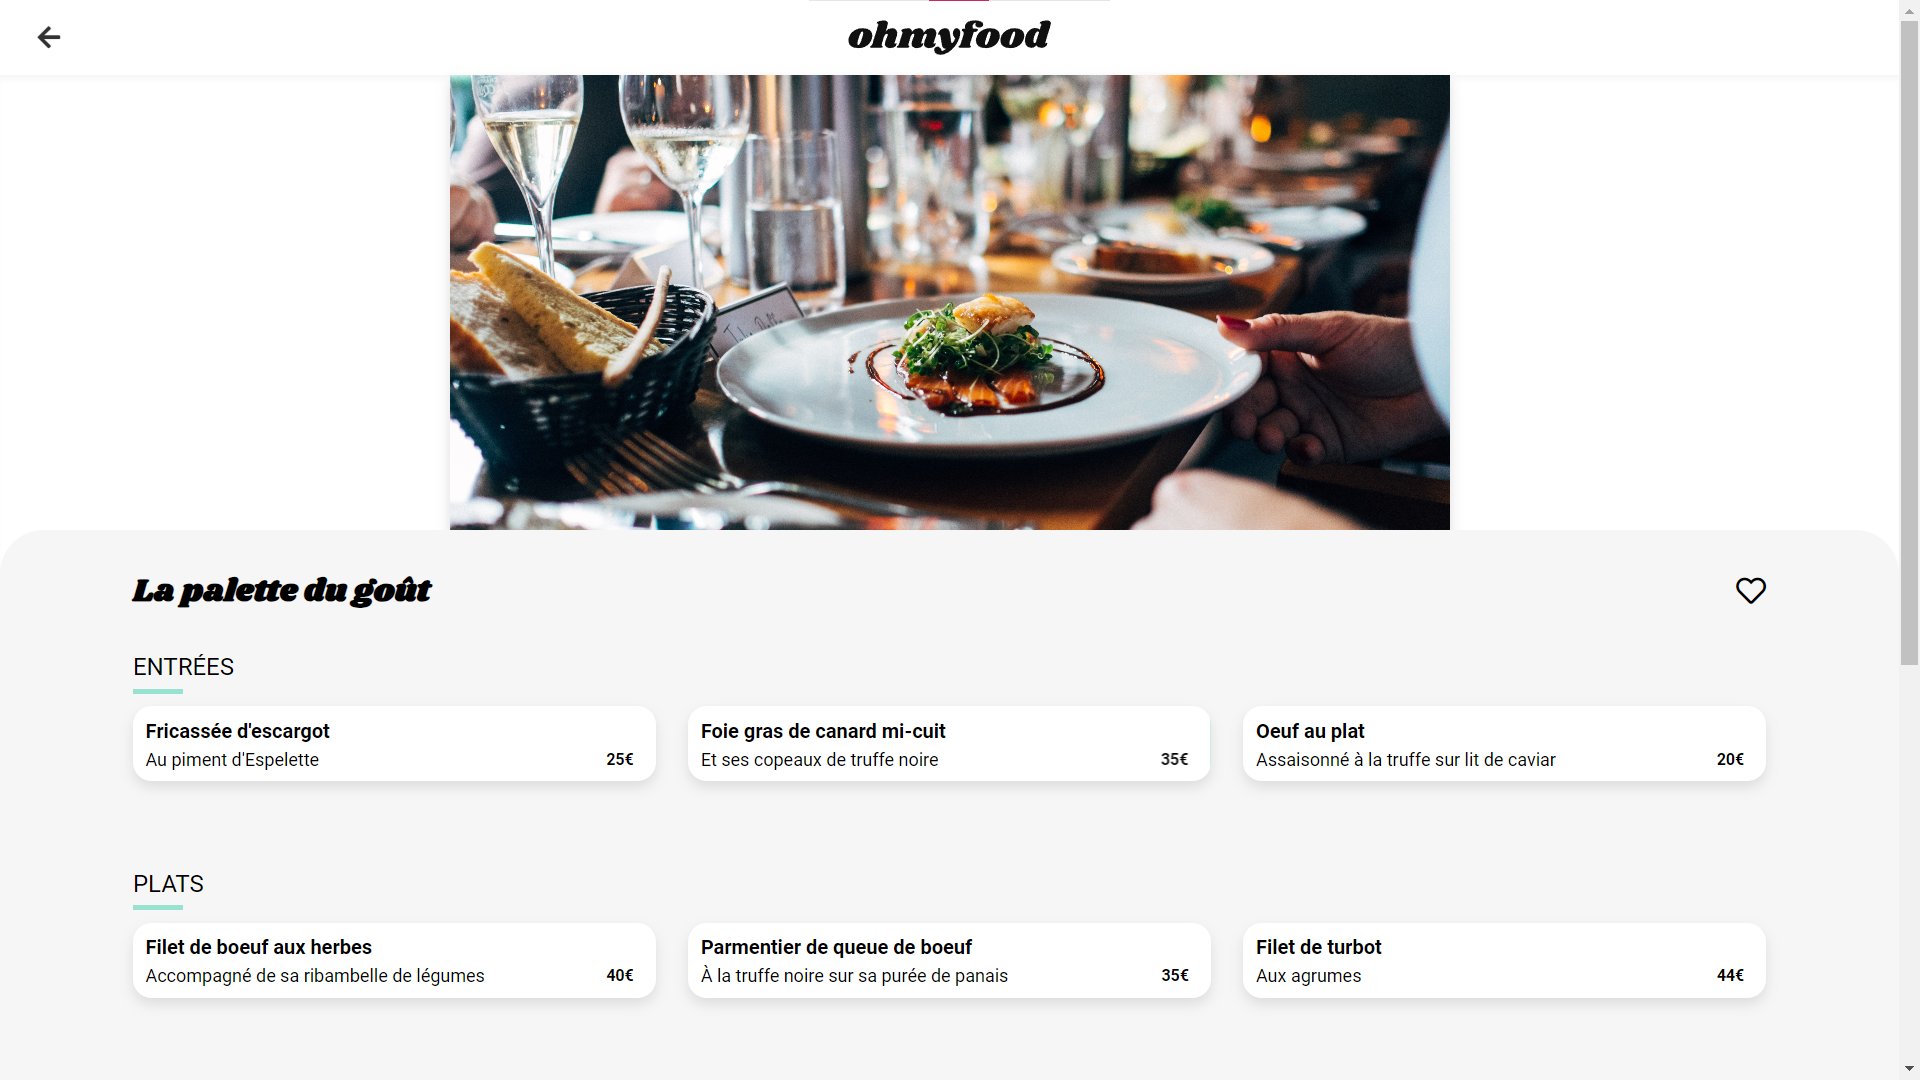 ohmyfood
La palette du goût
ENTRÉES
Fricassée d'escargot
Au piment d'Espelette
25€
Foie gras de canard mi-cuit
Et ses copeaux de truffe noire
35€
Oeuf au plat
Assaisonné à la truffe sur lit de caviar
20€
PLATS
Filet de boeuf aux herbes
Accompagné de sa ribambelle de légumes
40€
Parmentier de queue de boeuf
À la truffe noire sur sa purée de panais
35€
Filet de turbot
Aux agrumes
44€